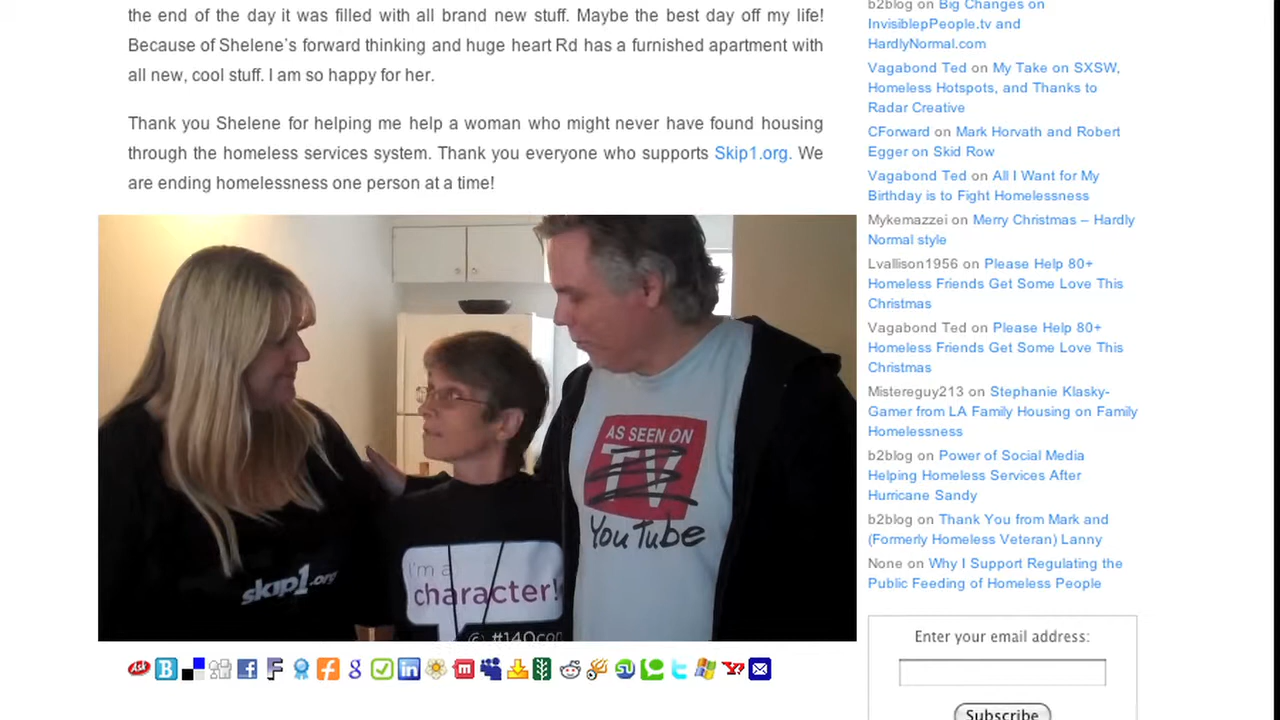 the end of the day it was filled with all brand new stuff. Maybe the best day off my life!
Because of Shelene's forward thinking and huge heart Rd has a furnished apartment with
all new, cool stuff. I am so happy for her.
Thank you Shelene for helping me help a woman who might never have found housing
through the homeless services system. Thank you everyone who supports Skip1.org. We
are ending homelessness one person at a time!
skip1.org
I'm a
character!
@ #140con
AS SEEN ON
TV
YouTube
b2blog on Big Changes on
InvisiblepPeople.tv and
HardlyNormal.com
Vagabond Ted on My Take on SXSW,
Homeless Hotspots, and Thanks to
Radar Creative
CForward on Mark Horvath and Robert
Egger on Skid Row
Vagabond Ted on All I Want for My
Birthday is to Fight Homelessness
Mykemazzei on Merry Christmas – Hardly
Normal style
Lvallison1956 on Please Help 80+
Homeless Friends Get Some Love This
Christmas
Vagabond Ted on Please Help 80+
Homeless Friends Get Some Love This
Christmas
Mistereguy213 on Stephanie Klasky-
Gamer from LA Family Housing on Family
Homelessness
b2blog on Power of Social Media
Helping Homeless Services After
Hurricane Sandy
b2blog on Thank You from Mark and
(Formerly Homeless Veteran) Lanny
None on Why I Support Regulating the
Public Feeding of Homeless People
Enter your email address:
Subscribe